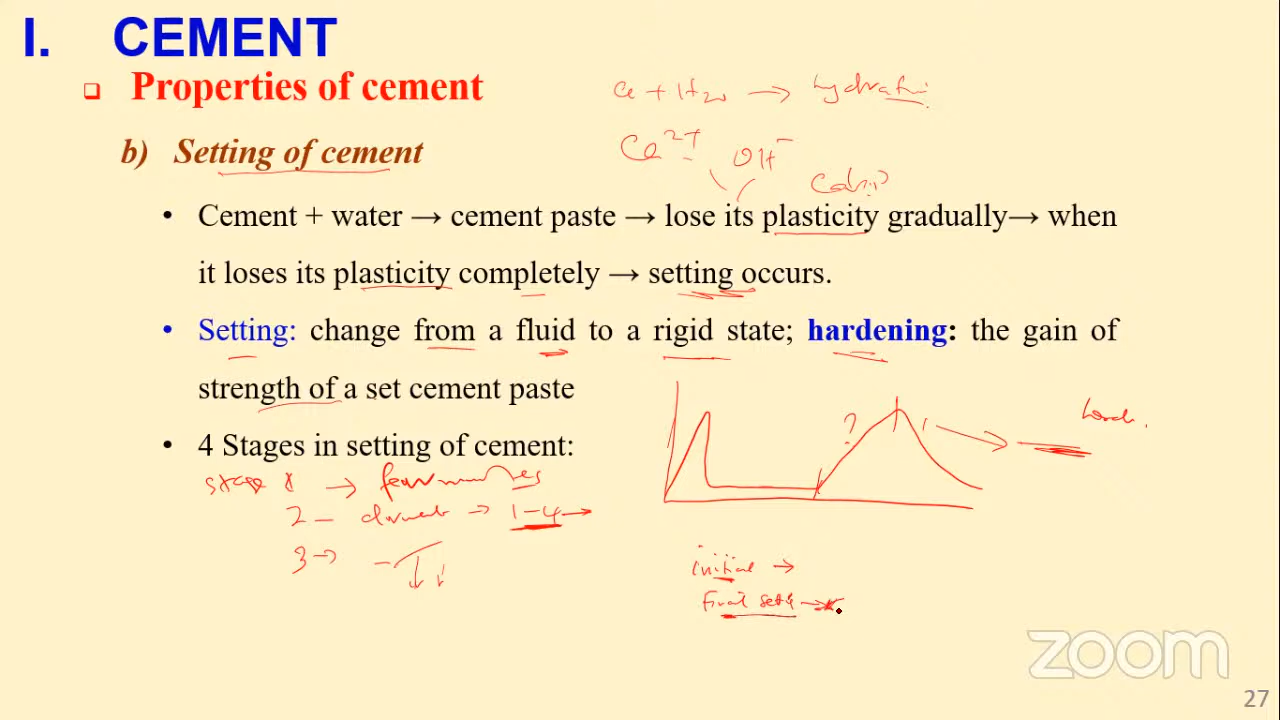 I. CEMENT
❑ Properties of cement
Ce + H2O → hydration
b) Setting of cement
Ca2+ OH-
• Cement + water → cement paste → lose its plasticity gradually→ when
it loses its plasticity completely → setting occurs.
• Setting: change from a fluid to a rigid state; hardening: the gain of
strength of a set cement paste
• 4 Stages in setting of cement:
stage 1 → few minutes
?
2 – → 1-4 →
3 →
initial →
final →
zoom
27